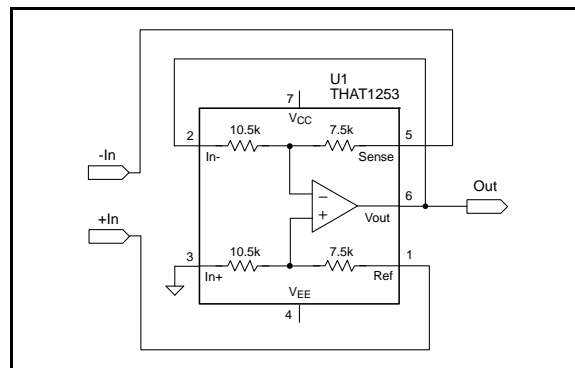 U1
THAT1253
7
VCC
2
10.5k
7.5k
5
In-
Sense
-In
−
6
Out
+In
+
Vout
3
10.5k
7.5k
1
In+
Ref
VEE
4